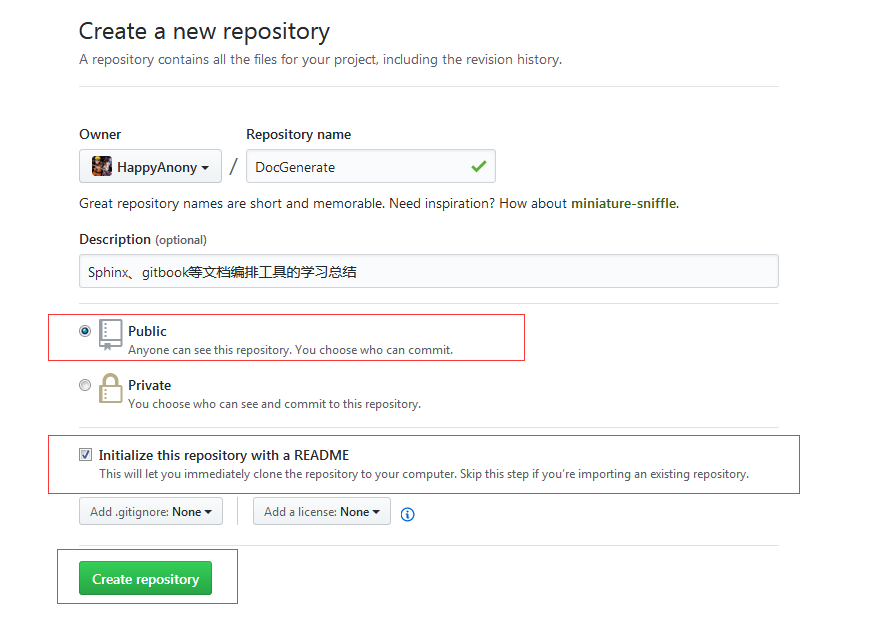 Create a new repository
A repository contains all the files for your project, including the revision history.
Owner
Repository name
HappyAnony
/
DocGenerate
Great repository names are short and memorable. Need inspiration? How about miniature-sniffle.
Description (optional)
Sphinx、gitbook等文档编排工具的学习总结
Public
Anyone can see this repository. You choose who can commit.
Private
You choose who can see and commit to this repository.
Initialize this repository with a README
This will let you immediately clone the repository to your computer. Skip this step if you're importing an existing repository.
Add .gitignore: None
Add a license: None
Create repository